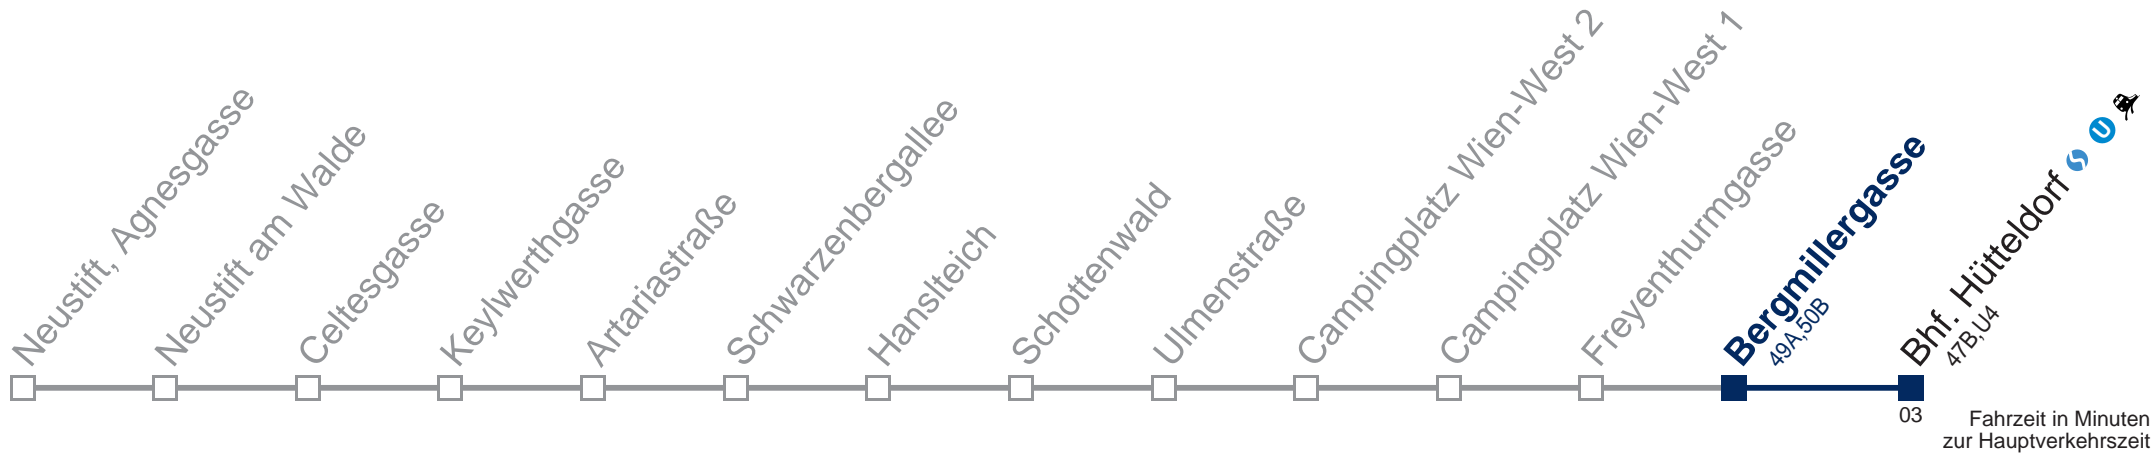 Neustift, Agnesgasse
Neustift am Walde
Celtesgasse
Keylwerthgasse
Artariastraße
Schwarzenbergallee
Hanslteich
Schottenwald
Ulmenstraße
Campingplatz Wien-West 2
Campingplatz Wien-West 1
Freyenthurmgasse
Bergmillergasse
49A,50B
Bhf. Hütteldorf S U
47B,U4
03
Fahrzeit in Minuten
zur Hauptverkehrszeit